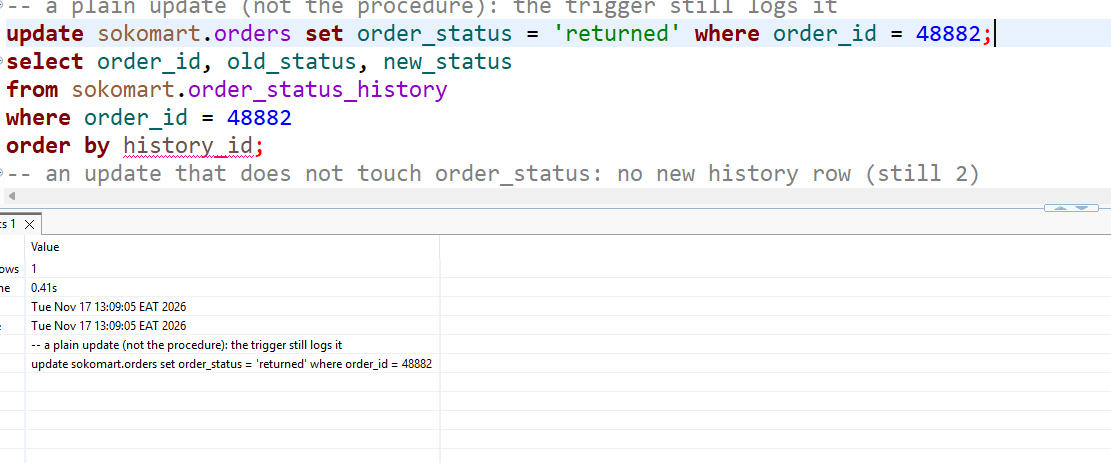 -- a plain update (not the procedure): the trigger still logs it
update sokomart.orders set order_status = 'returned' where order_id = 48882;
select order_id, old_status, new_status
from sokomart.order_status_history
where order_id = 48882
order by history_id;
-- an update that does not touch order_status: no new history row (still 2)
ts 1
Value
ows 1
ne 0.41s
Tue Nov 17 13:09:05 EAT 2026
e Tue Nov 17 13:09:05 EAT 2026
-- a plain update (not the procedure): the trigger still logs it
update sokomart.orders set order_status = 'returned' where order_id = 48882